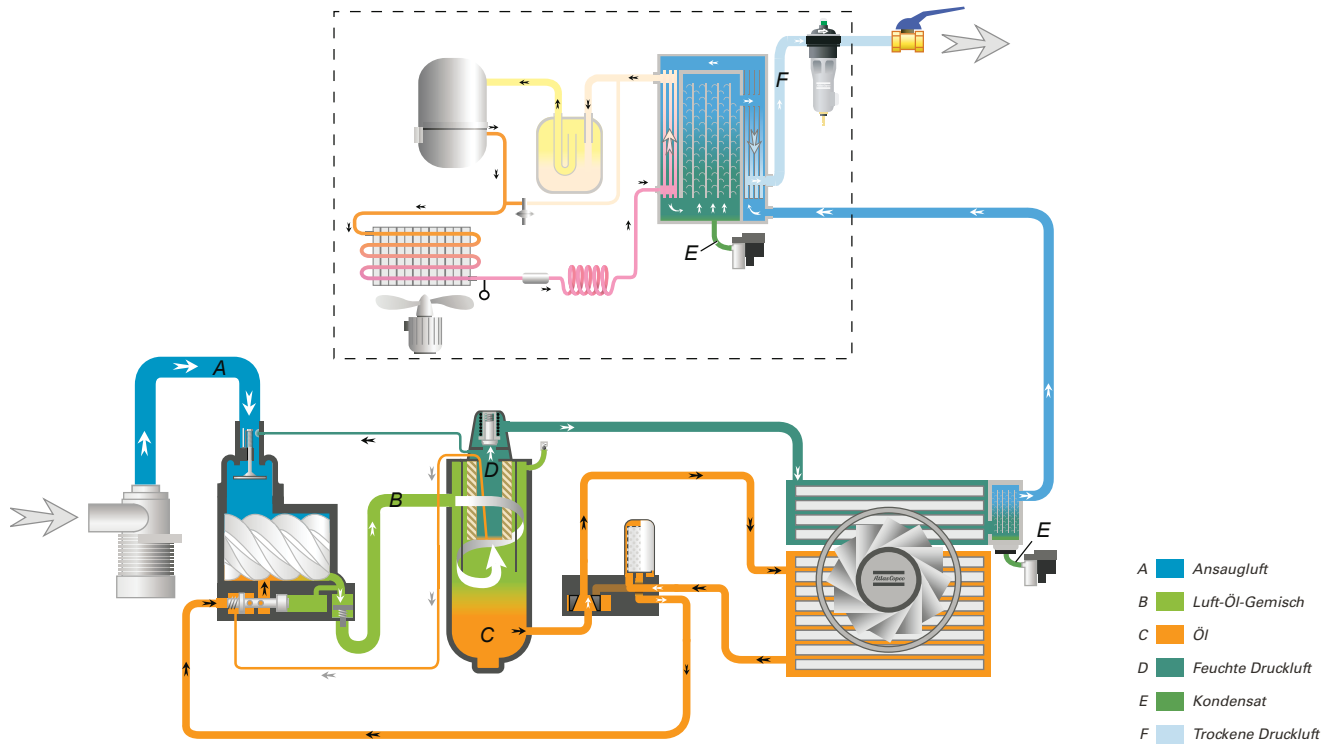 F
E
A
B
D
C
Atlas Copco
E
A Ansaugluft
B Luft-Öl-Gemisch
C Öl
D Feuchte Druckluft
E Kondensat
F Trockene Druckluft